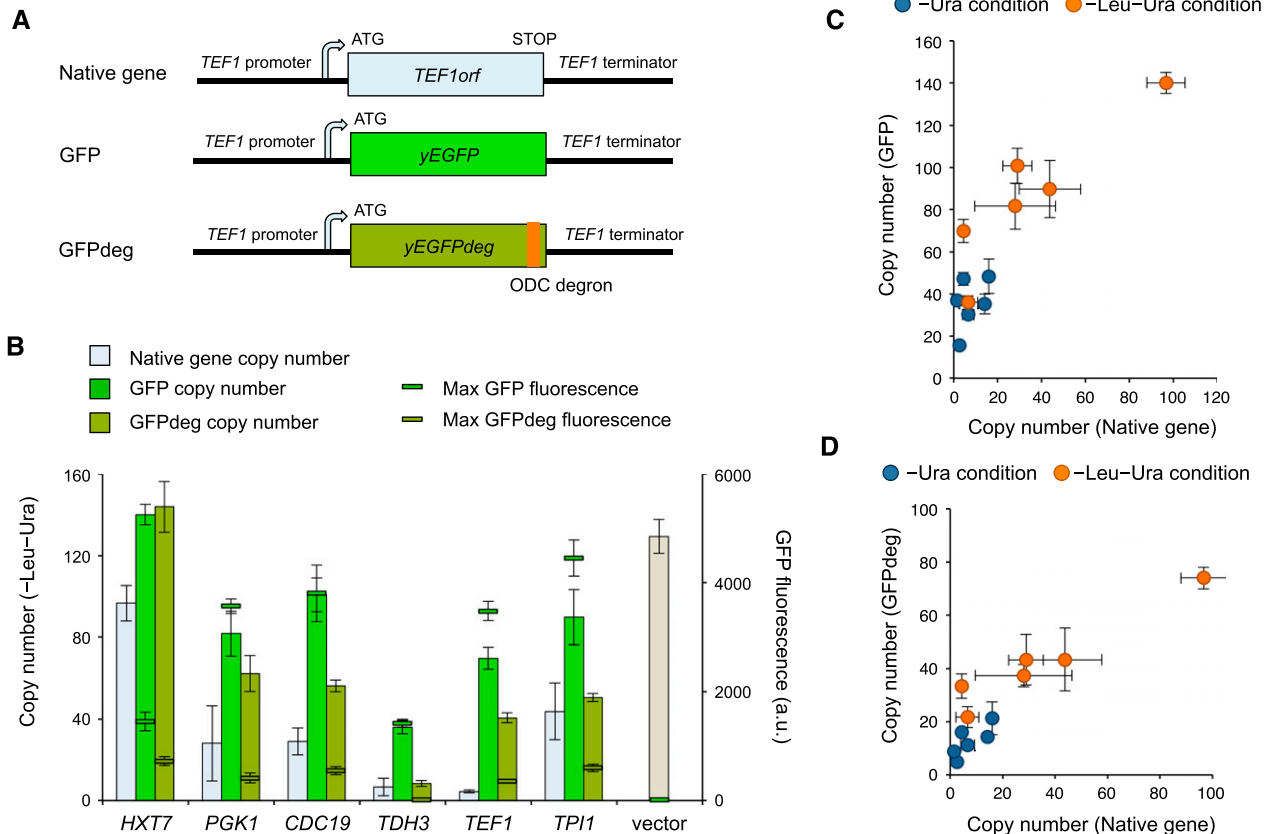 A
ATG
STOP
TEF1 promoter
TEF1 terminator
Native gene
TEF1orf
ATG
TEF1 promoter
TEF1 terminator
GFP
yEGFP
ATG
TEF1 promoter
TEF1 terminator
GFPdeg
yEGFPdeg
ODC degron
B
Native gene copy number
GFP copy number
GFPdeg copy number
Max GFP fluorescence
Max GFPdeg fluorescence
Copy number (−Leu−Ura)
160
120
80
40
0
6000
4000
2000
0
GFP fluorescence (a.u.)
HXT7 PGK1 CDC19 TDH3 TEF1 TPI1 vector
C
−Ura condition −Leu−Ura condition
Copy number (GFP)
160
140
120
100
80
60
40
20
0
0 20 40 60 80 100 120
Copy number (Native gene)
D
−Ura condition −Leu−Ura condition
Copy number (GFPdeg)
100
80
60
40
20
0
0 20 40 60 80 100
Copy number (Native gene)